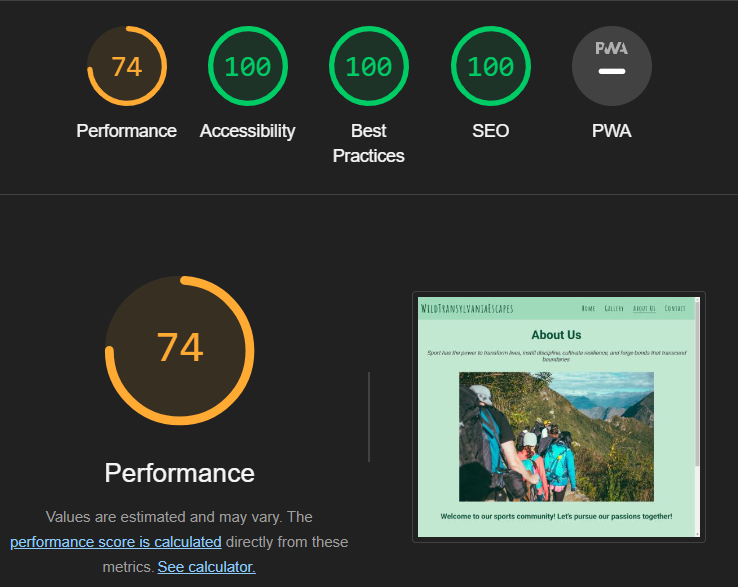 74
100
100
100
PWA
Performance
Accessibility
Best
Practices
SEO
PWA
74
Performance
Values are estimated and may vary. The
performance score is calculated directly from these
metrics. See calculator.
WildTransylvaniaEscapes
Home Gallery About Us Contact
About Us
Sport has the power to transform lives, instill discipline, cultivate resilience, and forge bonds that transcend
boundaries.
Welcome to our sports community! Let's pursue our passions together!